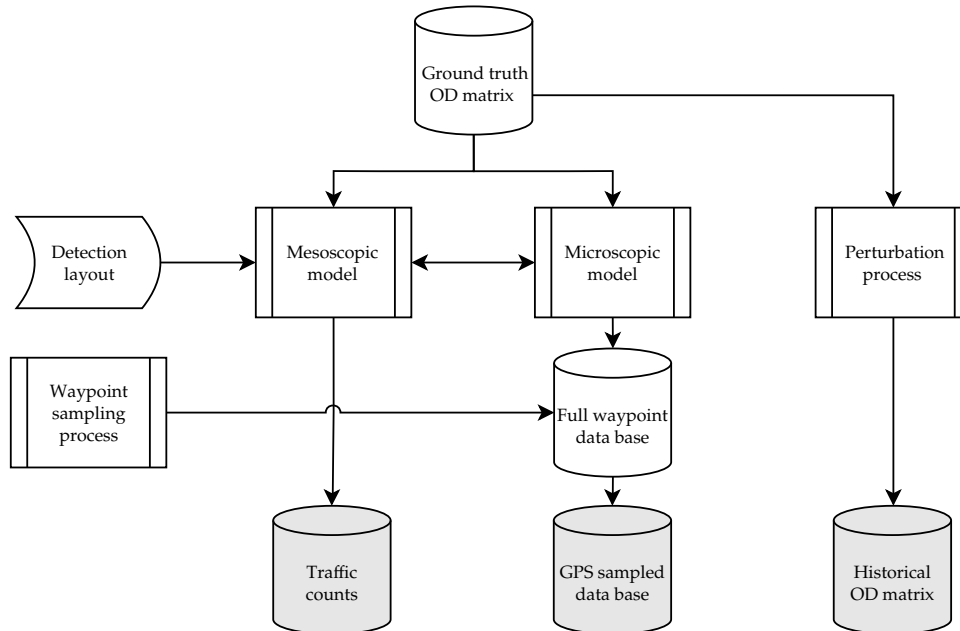 Ground truth
OD matrix
Detection
layout
Mesoscopic
model
Microscopic
model
Perturbation
process
Waypoint
sampling
process
Full waypoint
data base
Traffic
counts
GPS sampled
data base
Historical
OD matrix